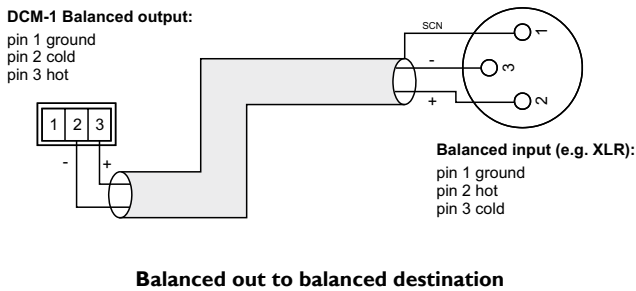 DCM-1 Balanced output:
pin 1 ground
pin 2 cold
pin 3 hot
1 2 3
- +
SCN
-
+
1
3
2
Balanced input (e.g. XLR):
pin 1 ground
pin 2 hot
pin 3 cold
Balanced out to balanced destination